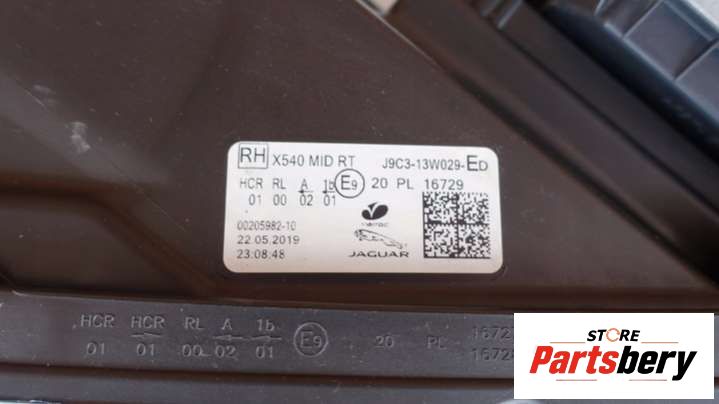 RH X540 MID RT J9C3-13W029-ED
HCR RL A 1b E9 20 PL 16729
01 00 02 01
00205982-10
22.05.2019
23:08:48
JAGUAR
HCR HCR RL A 1b E9 20 PL
01 01 00 02 01
STORE
Partsbery